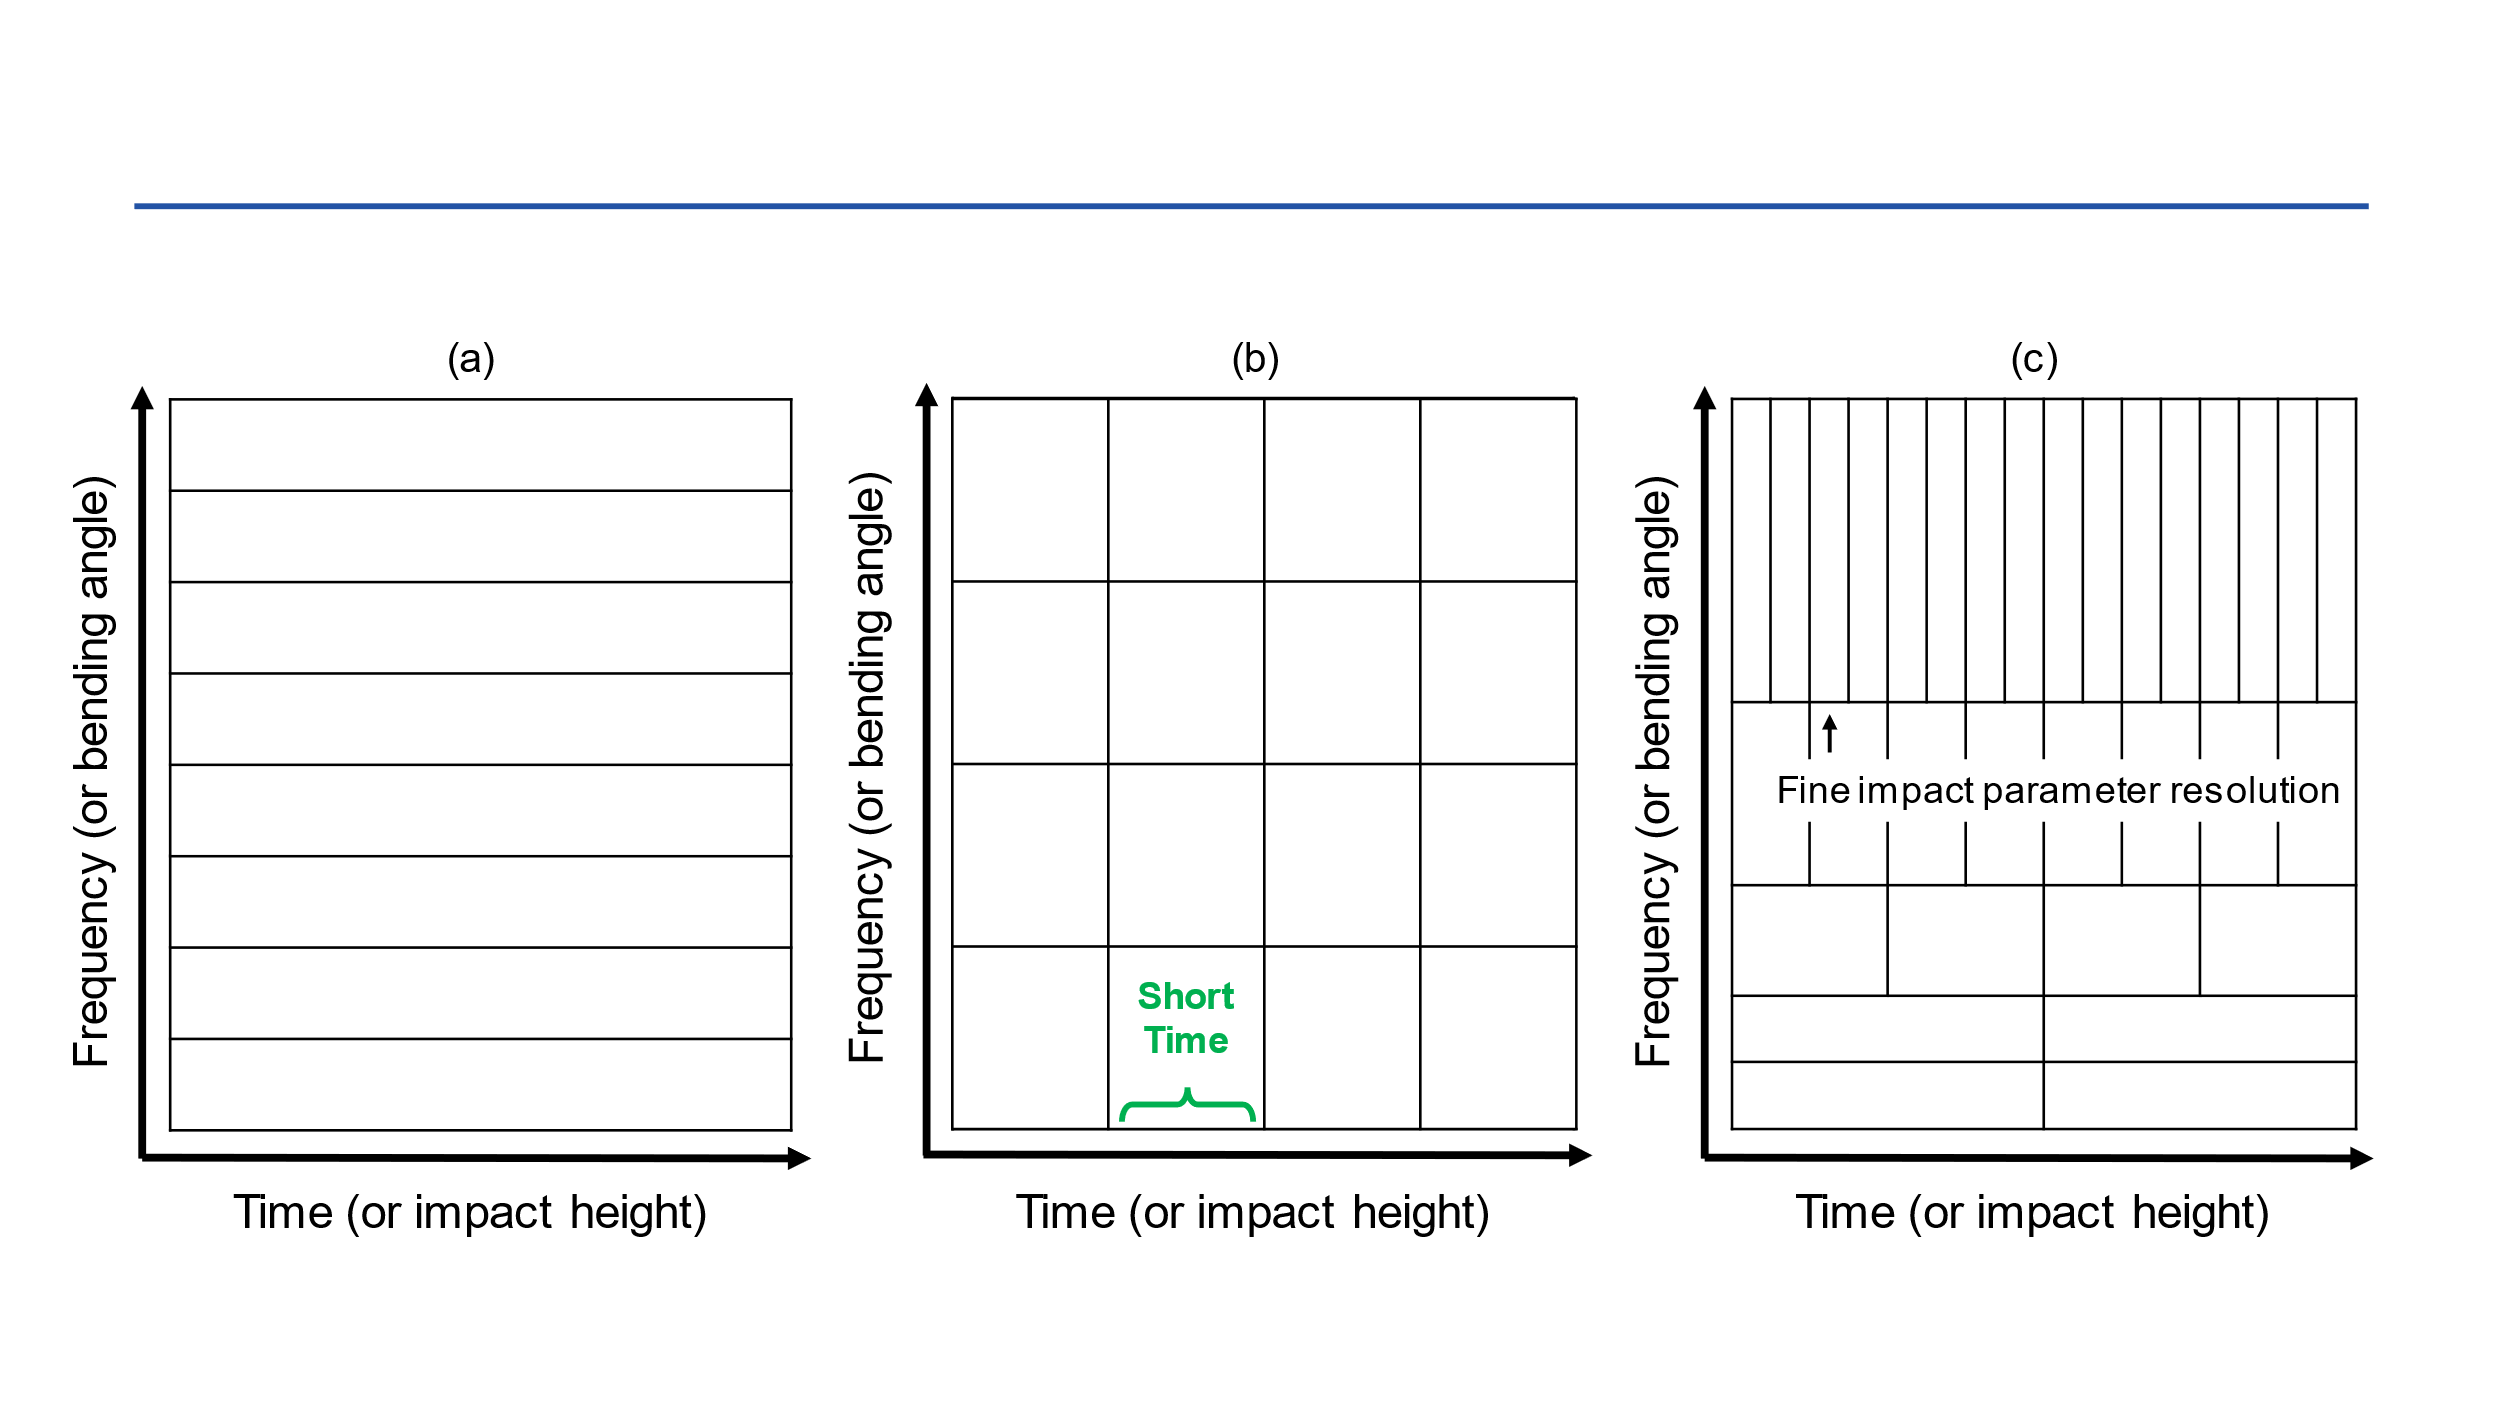 (a)
Frequency (or bending angle)
Time (or impact height)
(b)
Frequency (or bending angle)
Short
Time
Time (or impact height)
(c)
Frequency (or bending angle)
Fine impact parameter resolution
Time (or impact height)